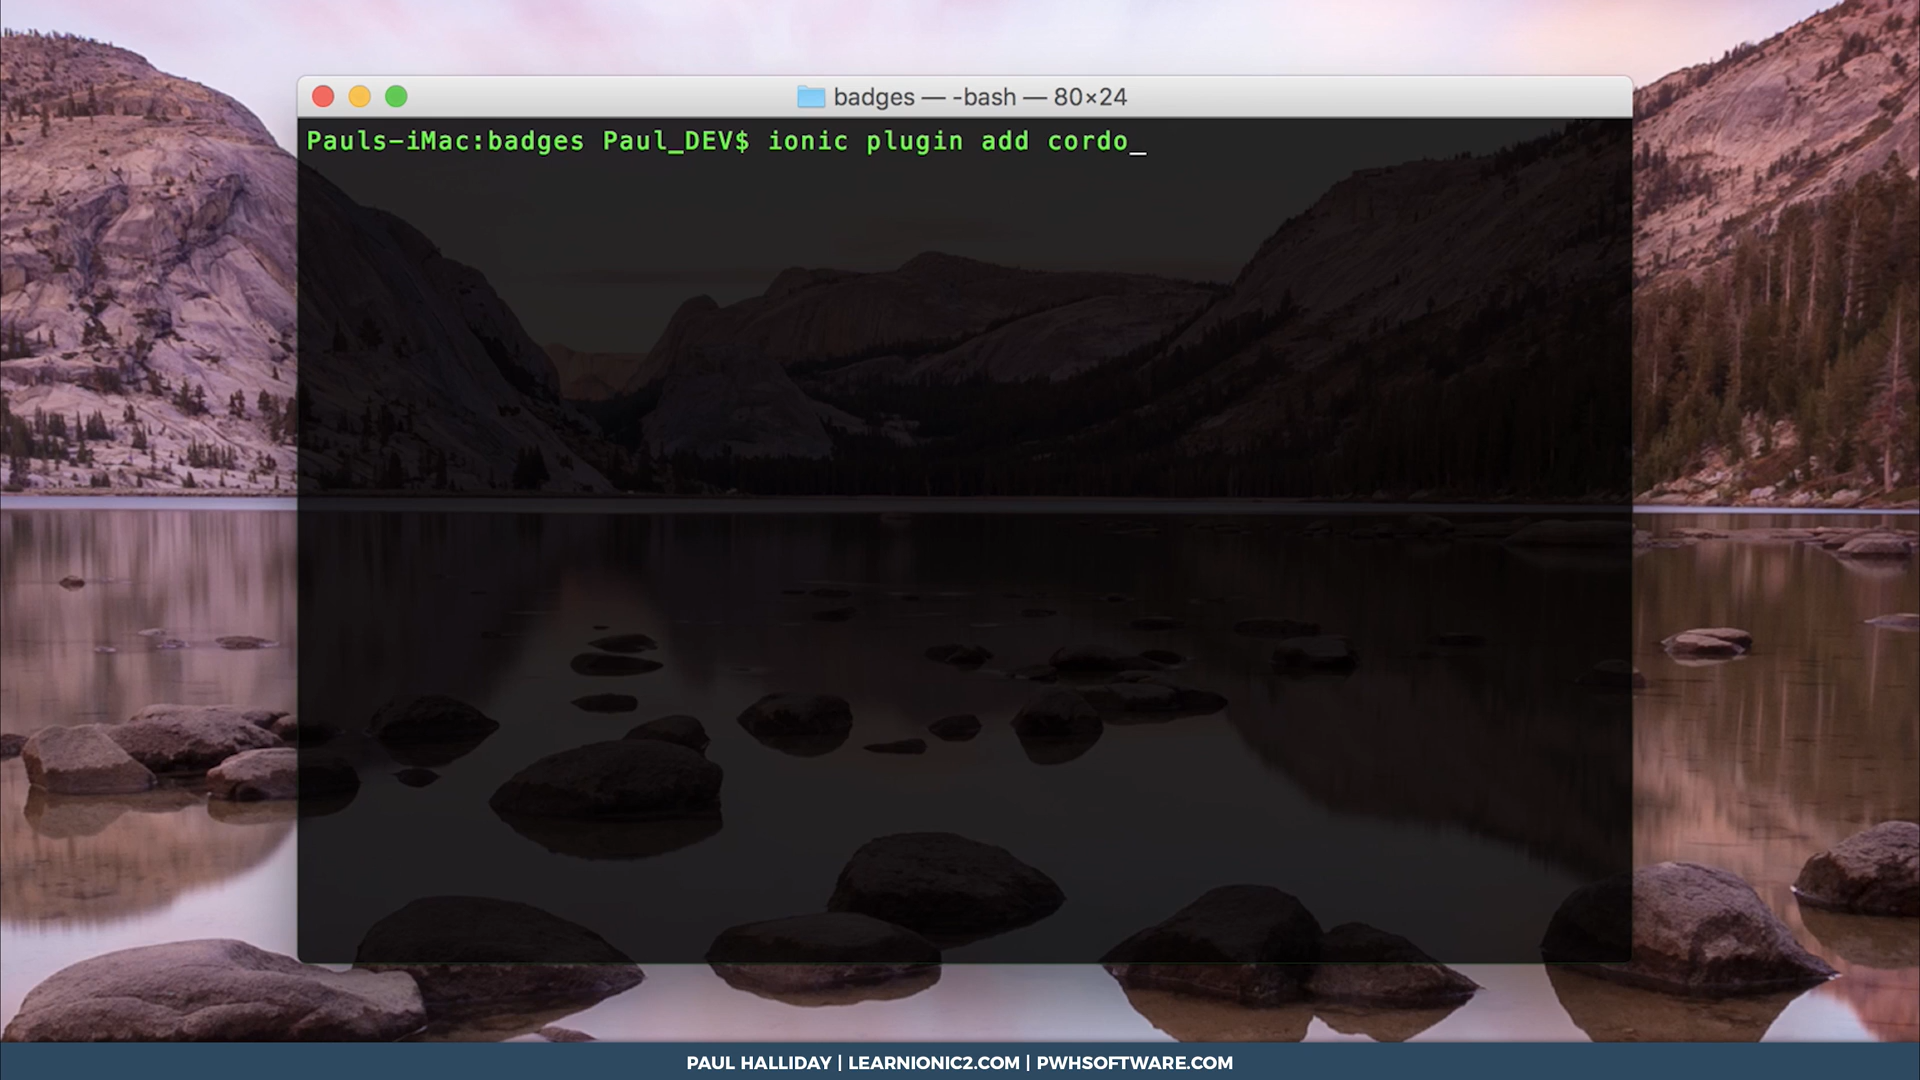 badges — -bash — 80×24
Pauls-iMac:badges Paul_DEV$ ionic plugin add cordo_
PAUL HALLIDAY | LEARNIONIC2.COM | PWHSOFTWARE.COM